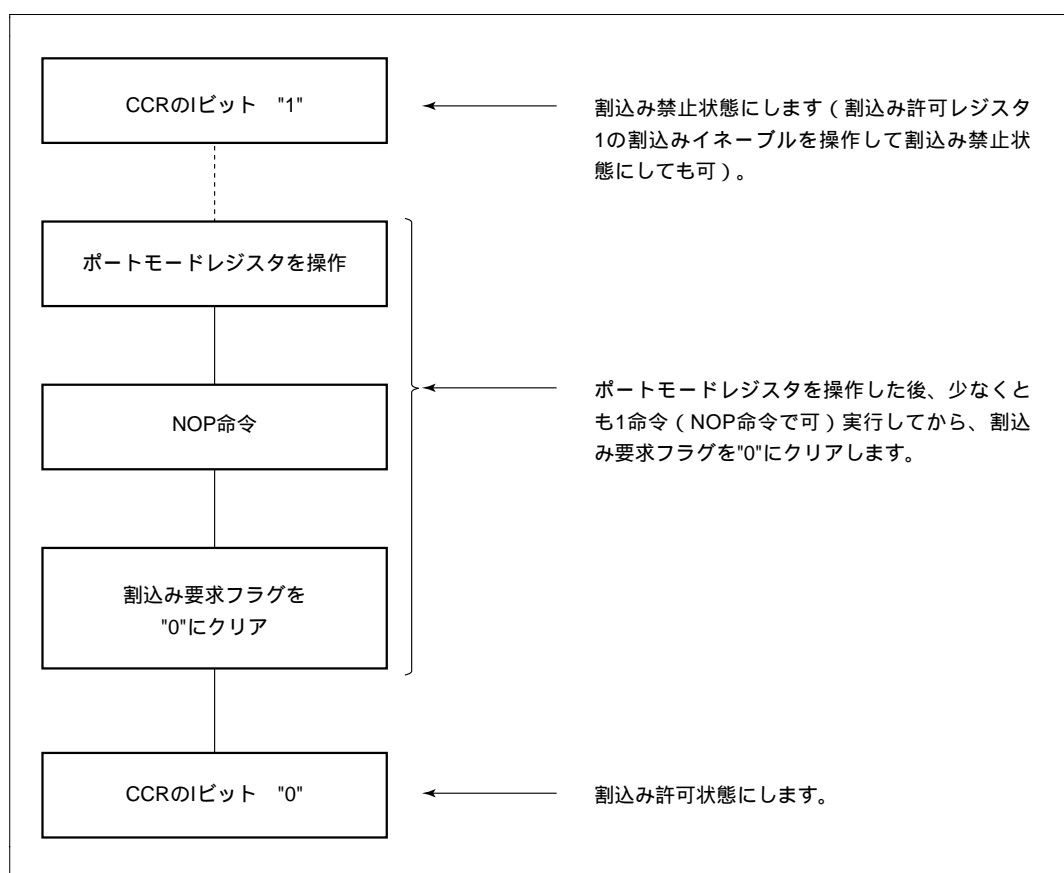 CCRのIビット　"1"
割込み禁止状態にします（割込み許可レジスタ
1の割込みイネーブルを操作して割込み禁止状
態にしても可）。
ポートモードレジスタを操作
NOP命令
ポートモードレジスタを操作した後、少なくと
も1命令（NOP命令で可）実行してから、割込
み要求フラグを"0"にクリアします。
割込み要求フラグを
"0"にクリア
CCRのIビット　"0"
割込み許可状態にします。